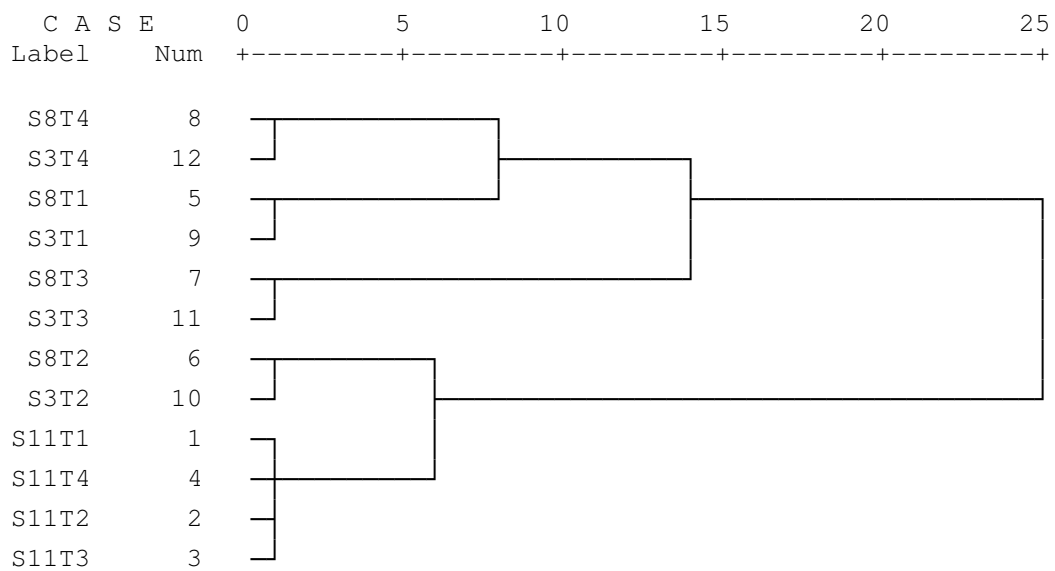 C A S E 0 5 10 15 20 25
Label Num +---------+---------+---------+---------+---------+
S8T4 8
S3T4 12
S8T1 5
S3T1 9
S8T3 7
S3T3 11
S8T2 6
S3T2 10
S11T1 1
S11T4 4
S11T2 2
S11T3 3